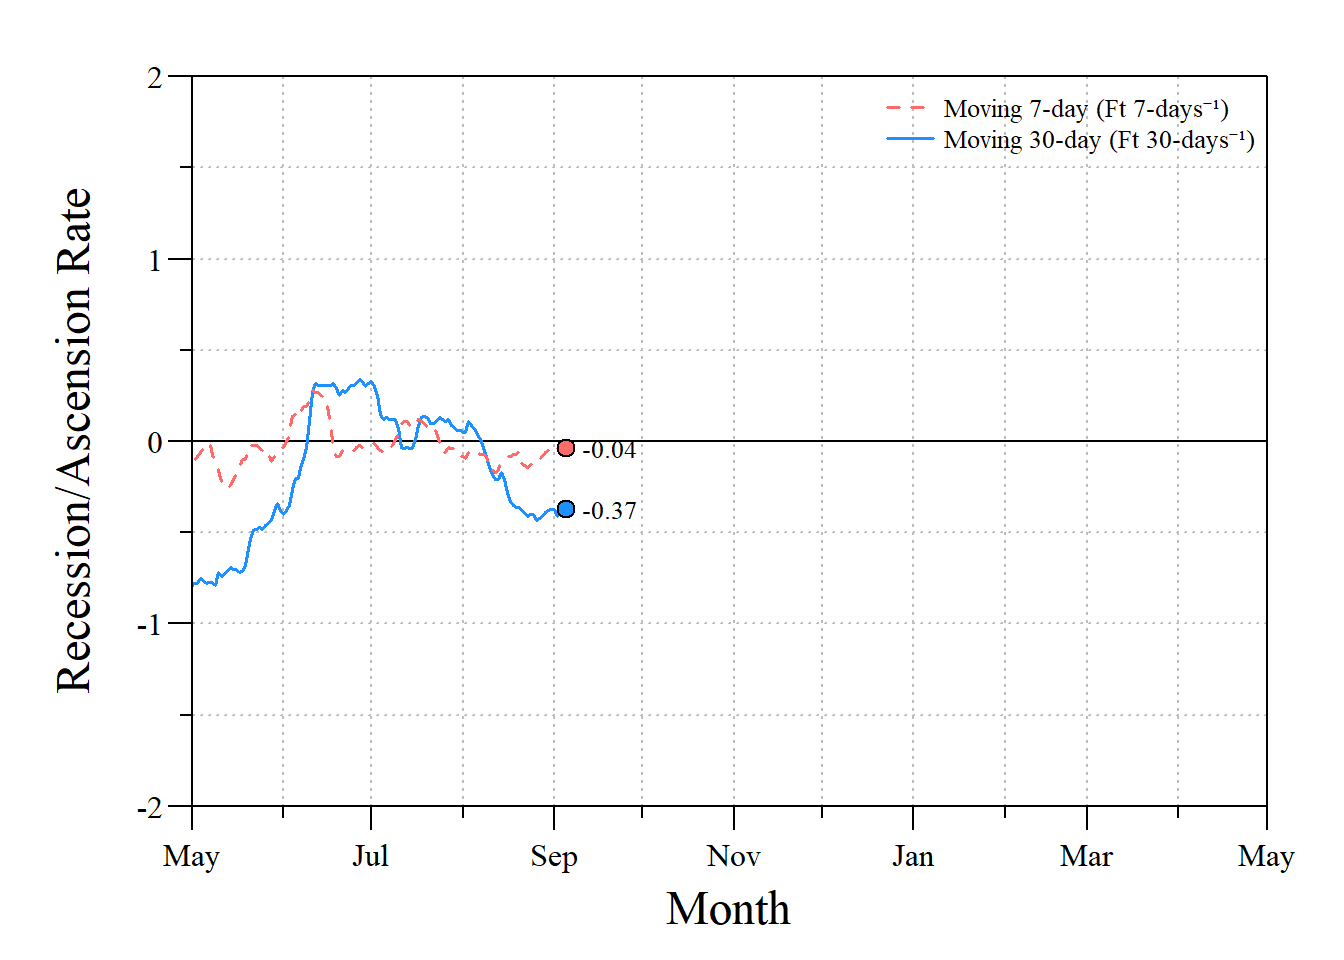 Recession/Ascension Rate
2
1
0
-1
-2
Moving 7-day (Ft 7-days⁻¹)
Moving 30-day (Ft 30-days⁻¹)
-0.04
-0.37
May Jul Sep Nov Jan Mar May
Month